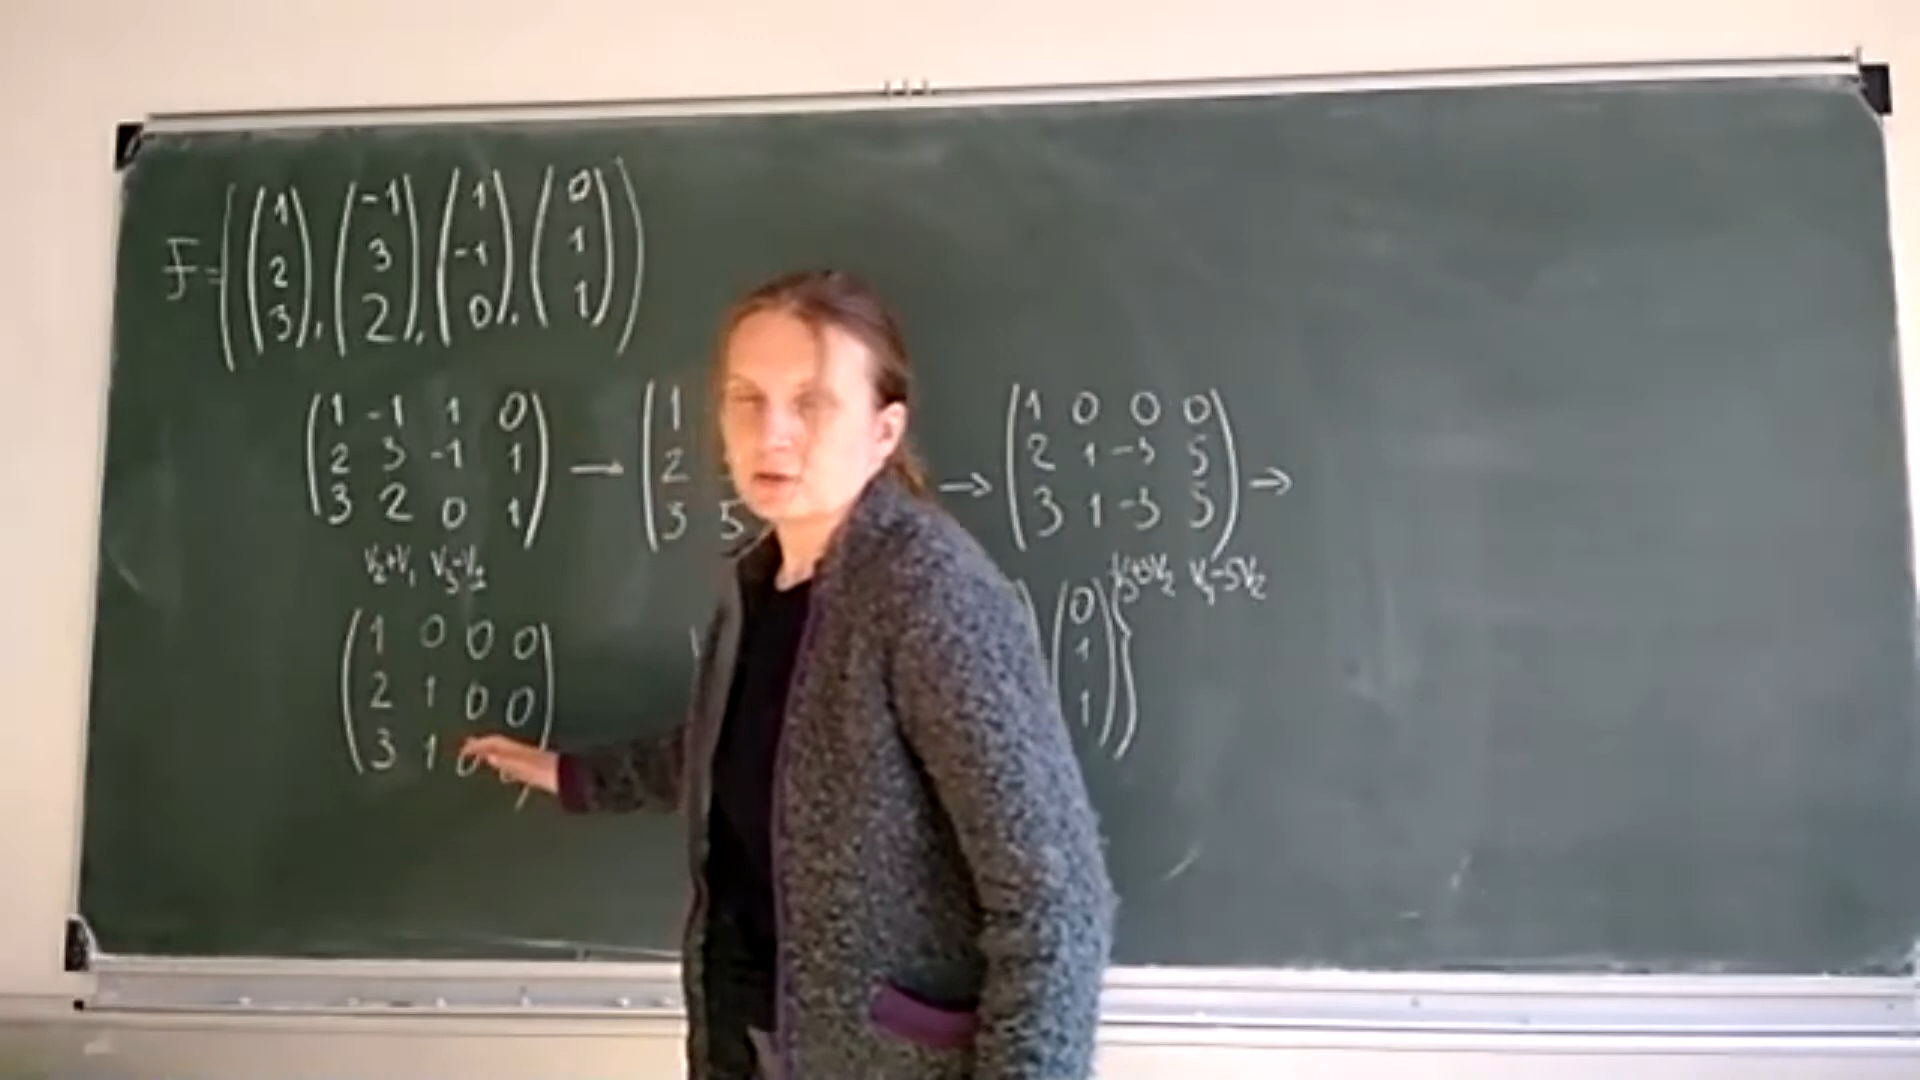 F = ((1 2 3), (-1 3 2), (1 -1 0), (0 1 1))
1 -1 1 0 → 1 → 1 0 0 0 →
2 3 -1 1 2 2 1 -3 5
3 2 0 1 3 5 3 1 -3 5
V2+V1 V3-V1 V3+3V2 V4-5V2
1 0 0 0 0
2 1 0 0 1
3 1 0 1